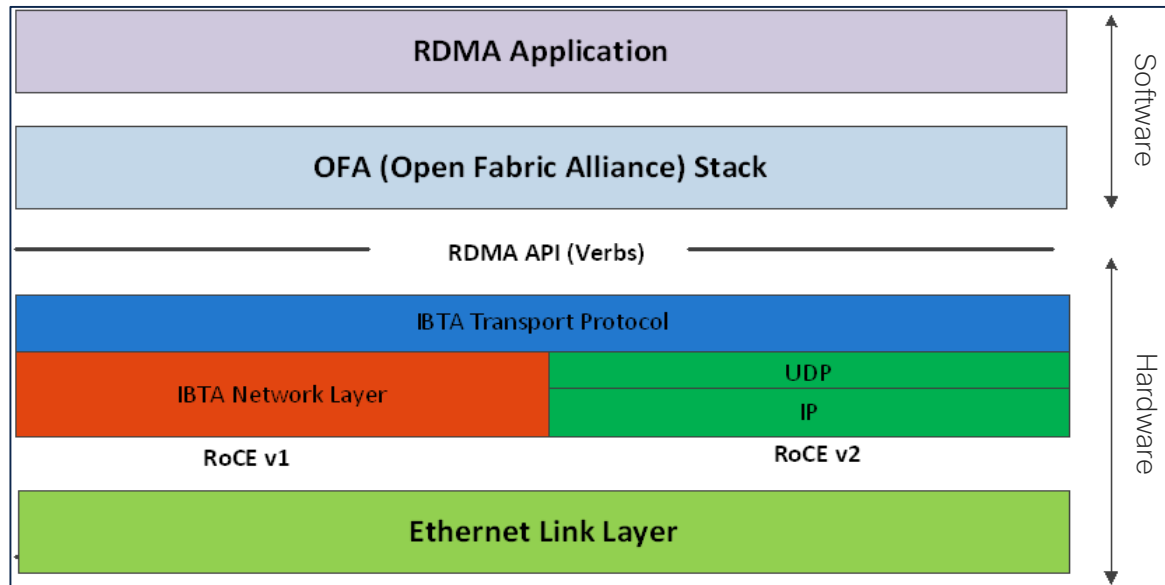 RDMA Application
Software
OFA (Open Fabric Alliance) Stack
RDMA API (Verbs)
IBTA Transport Protocol
Hardware
IBTA Network Layer
UDP
IP
RoCE v1
RoCE v2
Ethernet Link Layer